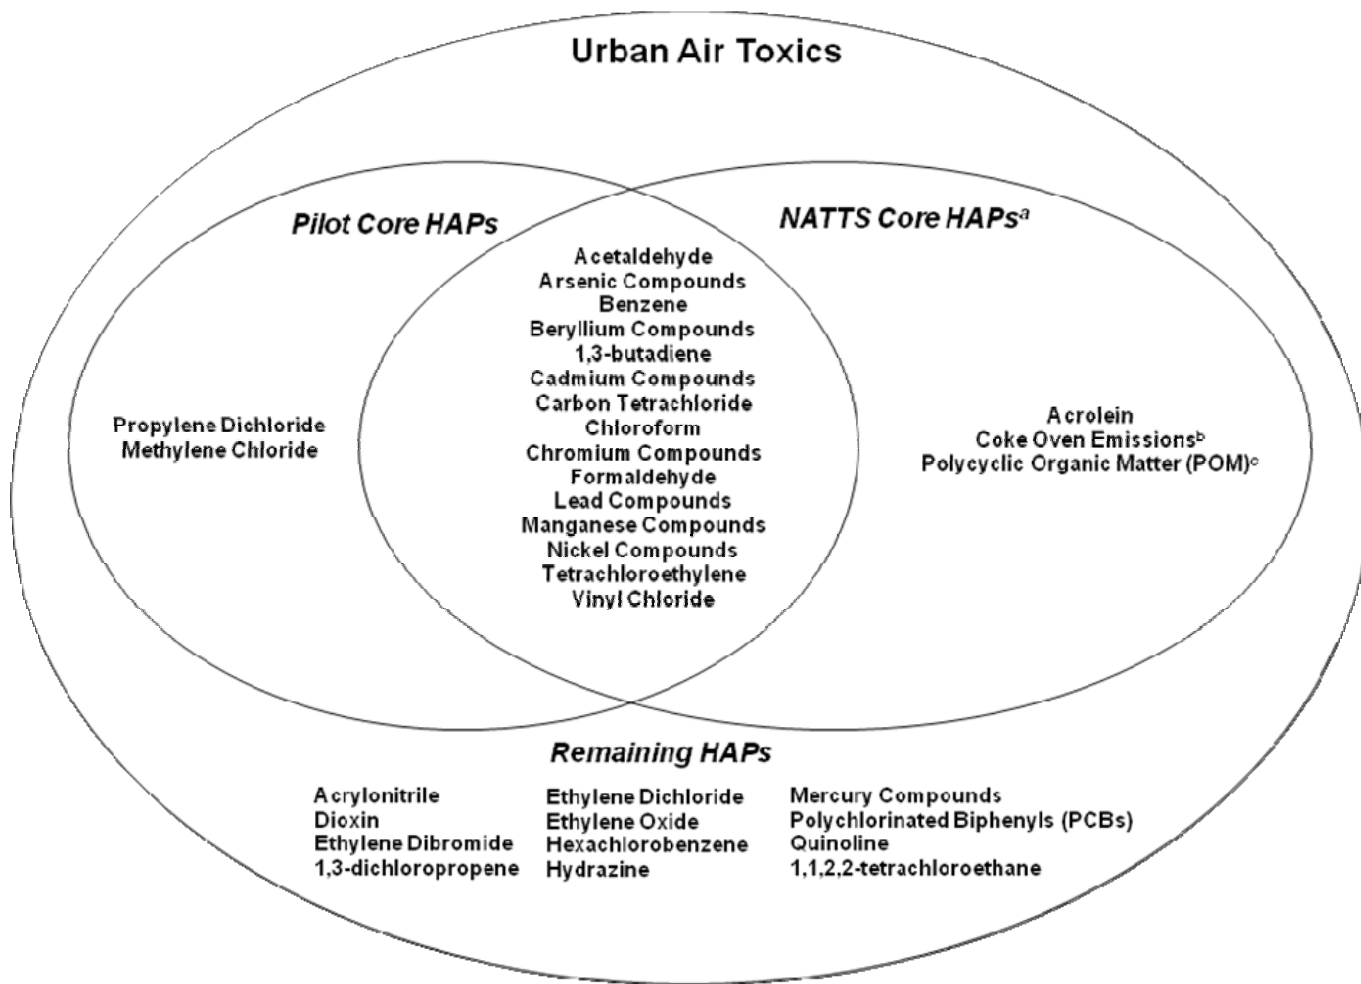 Urban Air Toxics
Pilot Core HAPs
NATTS Core HAPsᵃ
Acetaldehyde
Arsenic Compounds
Benzene
Beryllium Compounds
1,3-butadiene
Cadmium Compounds
Carbon Tetrachloride
Chloroform
Chromium Compounds
Formaldehyde
Lead Compounds
Manganese Compounds
Nickel Compounds
Tetrachloroethylene
Vinyl Chloride
Propylene Dichloride
Methylene Chloride
Acrolein
Coke Oven Emissionsᵇ
Polycyclic Organic Matter (POM)ᶜ
Remaining HAPs
Acrylonitrile
Dioxin
Ethylene Dibromide
1,3-dichloropropene
Ethylene Dichloride
Ethylene Oxide
Hexachlorobenzene
Hydrazine
Mercury Compounds
Polychlorinated Biphenyls (PCBs)
Quinoline
1,1,2,2-tetrachloroethane